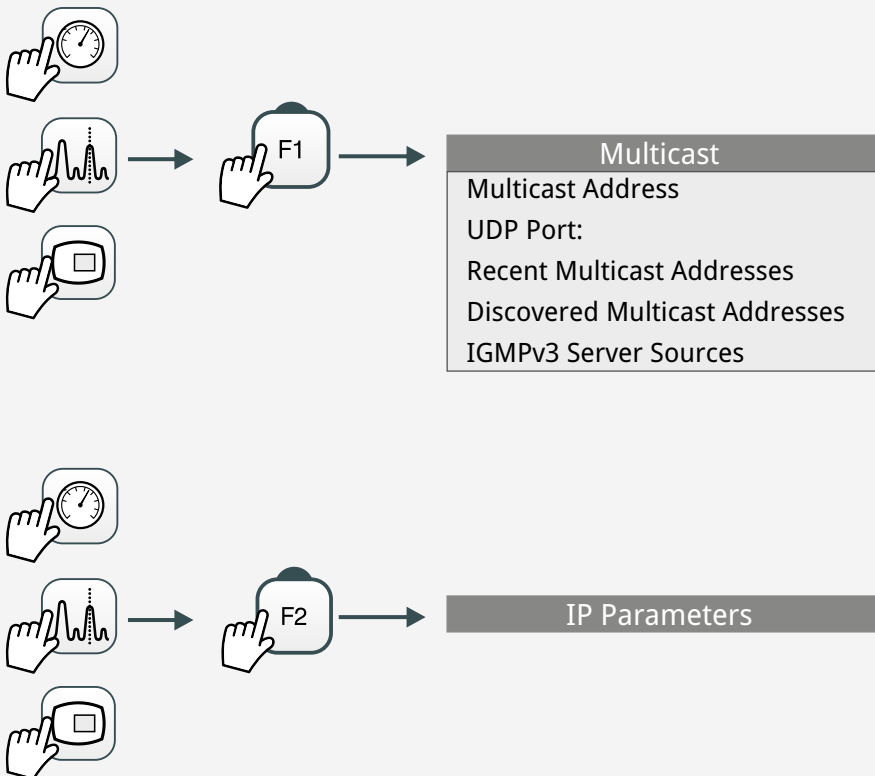 F1
Multicast
Multicast Address
UDP Port:
Recent Multicast Addresses
Discovered Multicast Addresses
IGMPv3 Server Sources
F2
IP Parameters